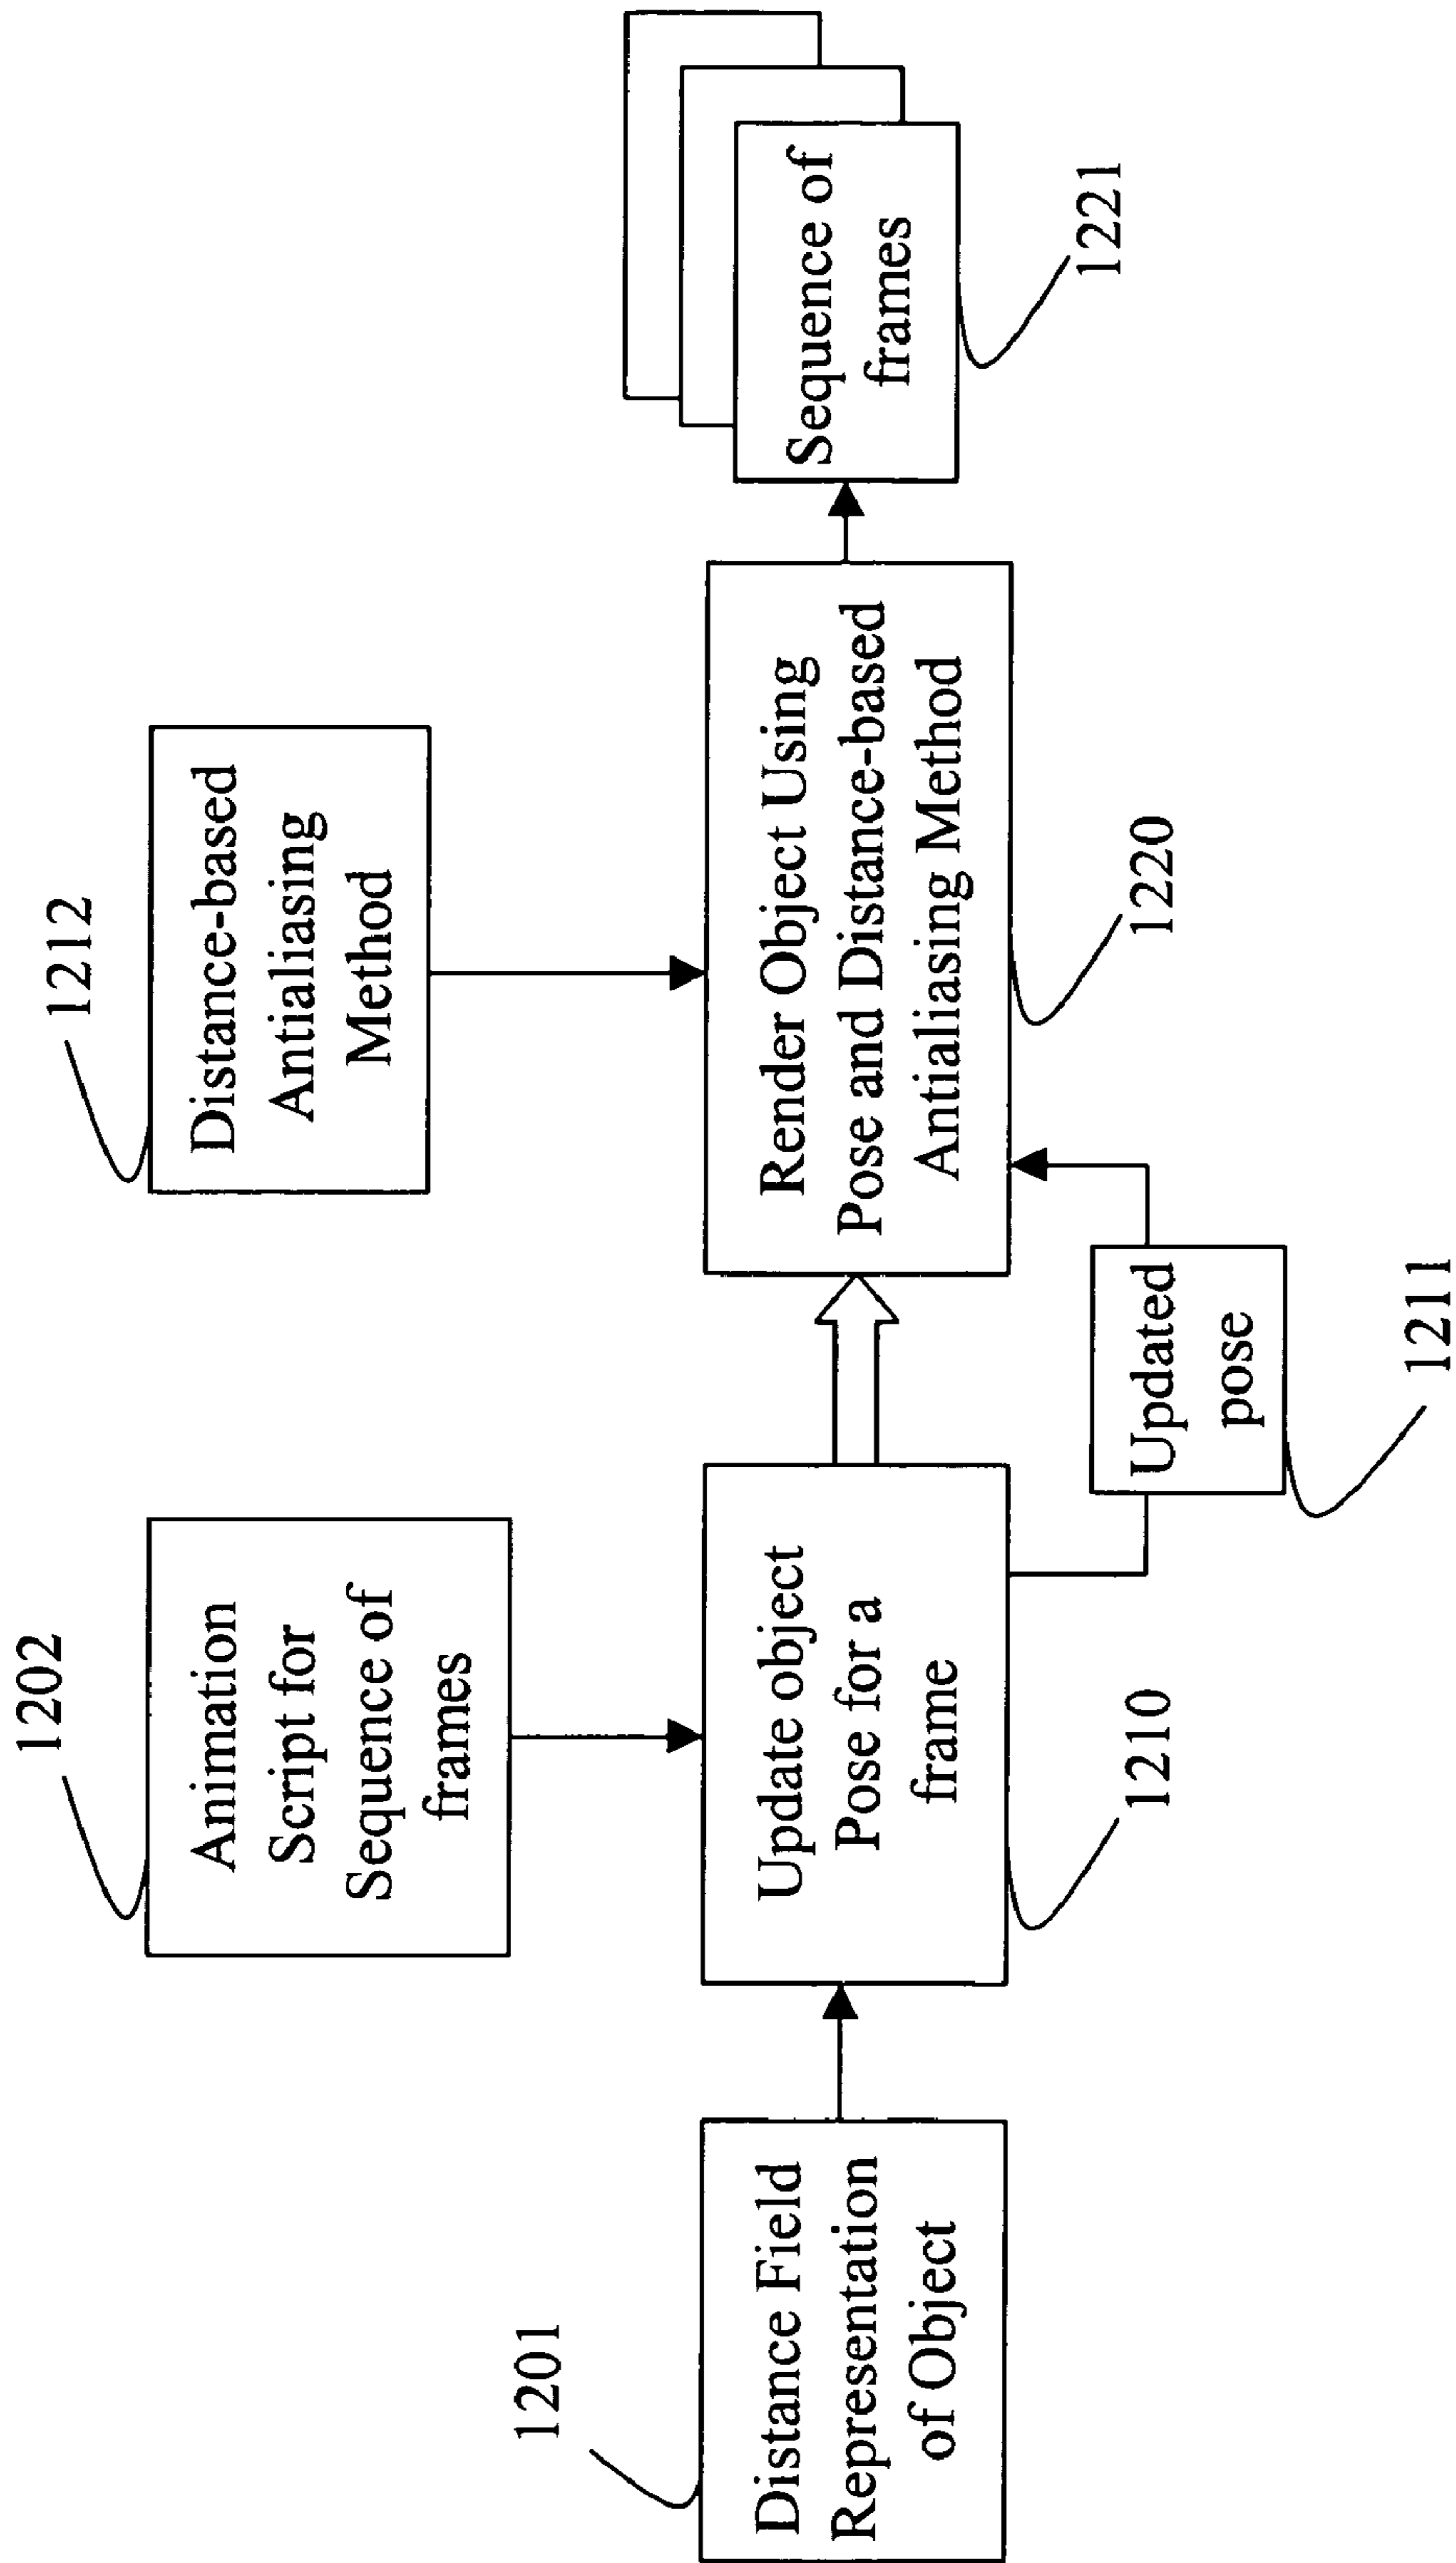 1202
Animation
Script for
Sequence of
frames
1212
Distance-based
Antialiasing
Method
1201
Distance Field
Representation
of Object
Update object
Pose for a
frame
1210
Render Object Using
Pose and Distance-based
Antialiasing Method
1220
Sequence of
frames
1221
Updated
pose
1211